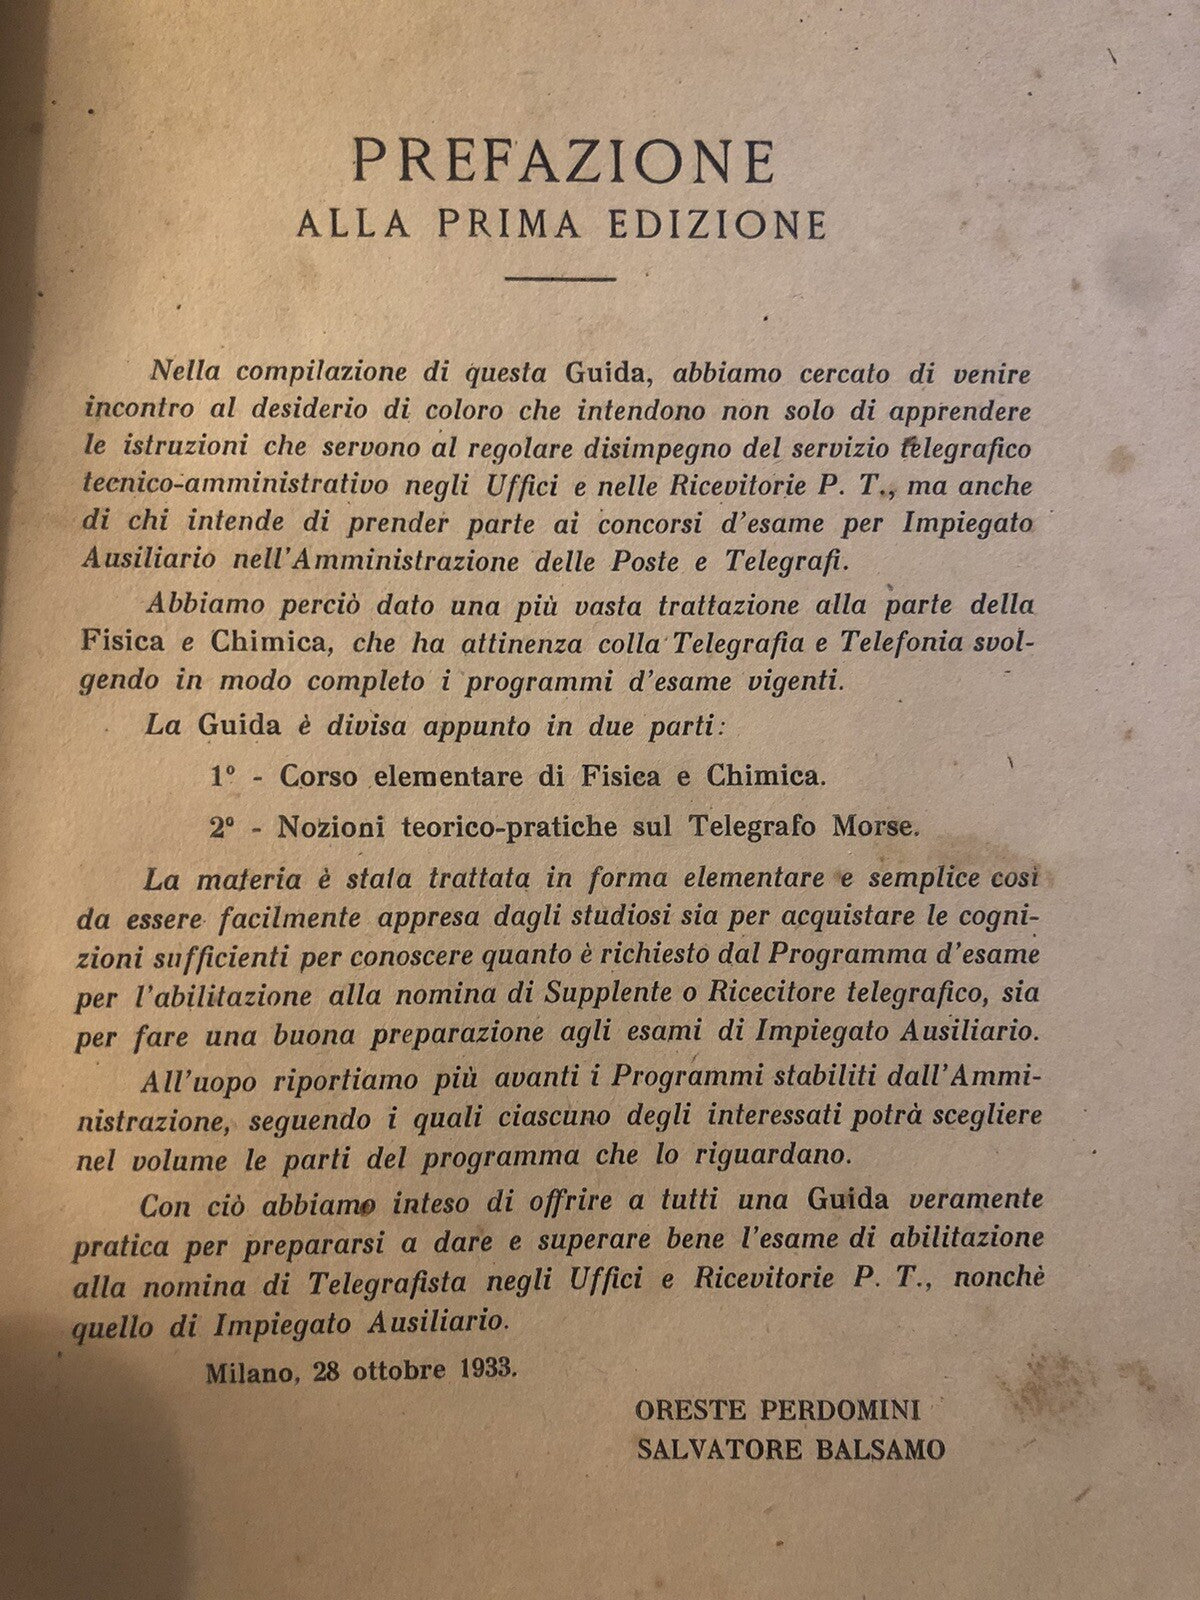 PREFAZIONE
ALLA PRIMA EDIZIONE
Nella compilazione di questa Guida, abbiamo cercato di venire
incontro al desiderio di coloro che intendono non solo di apprendere
le istruzioni che servono al regolare disimpegno del servizio telegrafico
tecnico-amministrativo negli Uffici e nelle Ricevitorie P. T., ma anche
di chi intende di prender parte ai concorsi d'esame per Impiegato
Ausiliario nell'Amministrazione delle Poste e Telegrafi.
Abbiamo perciò dato una più vasta trattazione alla parte della
Fisica e Chimica, che ha attinenza colla Telegrafia e Telefonia svol-
gendo in modo completo i programmi d'esame vigenti.
La Guida è divisa appunto in due parti:
1º - Corso elementare di Fisica e Chimica.
2º - Nozioni teorico-pratiche sul Telegrafo Morse.
La materia è stata trattata in forma elementare e semplice così
da essere facilmente appresa dagli studiosi sia per acquistare le cogni-
zioni sufficienti per conoscere quanto è richiesto dal Programma d'esame
per l'abilitazione alla nomina di Supplente o Ricecitore telegrafico, sia
per fare una buona preparazione agli esami di Impiegato Ausiliario.
All'uopo riportiamo più avanti i Programmi stabiliti dall'Ammi-
nistrazione, seguendo i quali ciascuno degli interessati potrà scegliere
nel volume le parti del programma che lo riguardano.
Con ciò abbiamo inteso di offrire a tutti una Guida veramente
pratica per prepararsi a dare e superare bene l'esame di abilitazione
alla nomina di Telegrafista negli Uffici e Ricevitorie P. T., nonchè
quello di Impiegato Ausiliario.
Milano, 28 ottobre 1933.
ORESTE PERDOMINI
SALVATORE BALSAMO